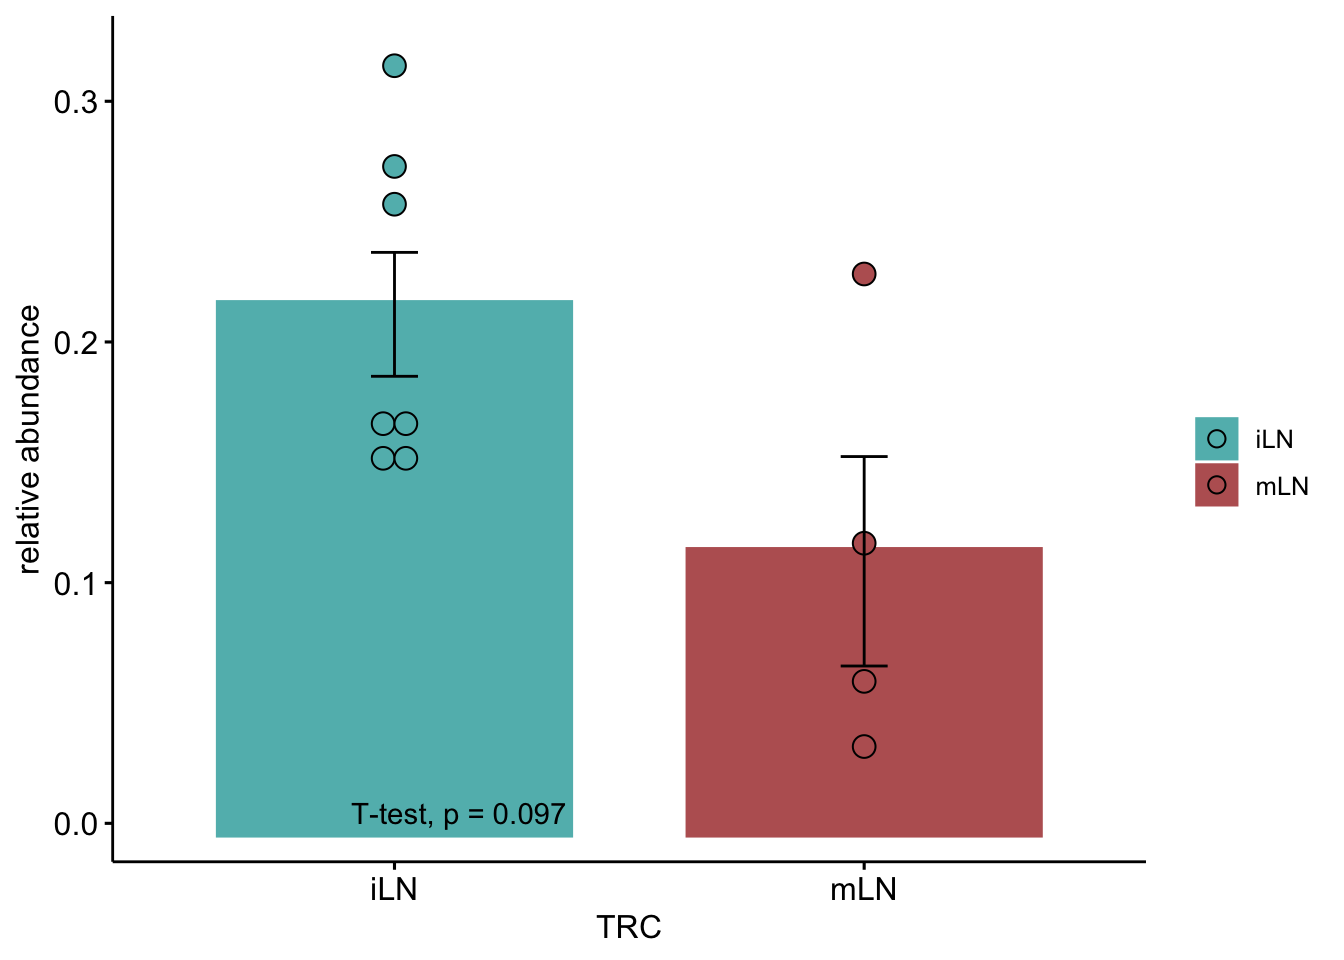 relative abundance
0.3
0.2
0.1
0.0
T-test, p = 0.097
iLN
mLN
TRC
iLN
mLN